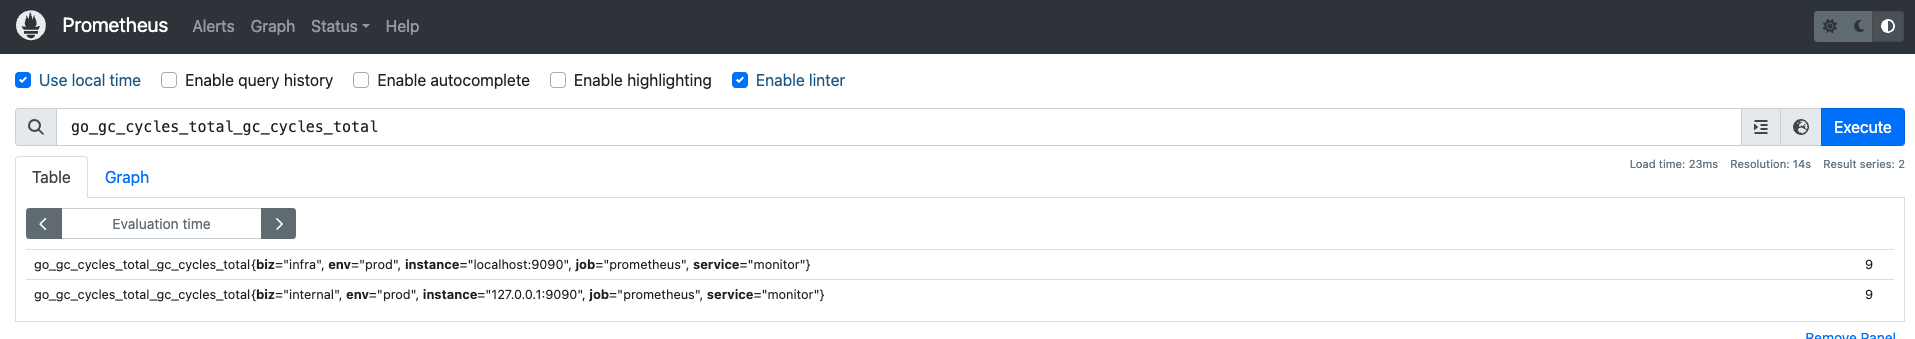 Prometheus Alerts Graph Status Help
Use local time Enable query history Enable autocomplete Enable highlighting Enable linter
go_gc_cycles_total_gc_cycles_total Execute
Load time: 23ms Resolution: 14s Result series: 2
Table Graph
Evaluation time
go_gc_cycles_total_gc_cycles_total{biz="infra", env="prod", instance="localhost:9090", job="prometheus", service="monitor"} 9
go_gc_cycles_total_gc_cycles_total{biz="internal", env="prod", instance="127.0.0.1:9090", job="prometheus", service="monitor"} 9
Remove Panel